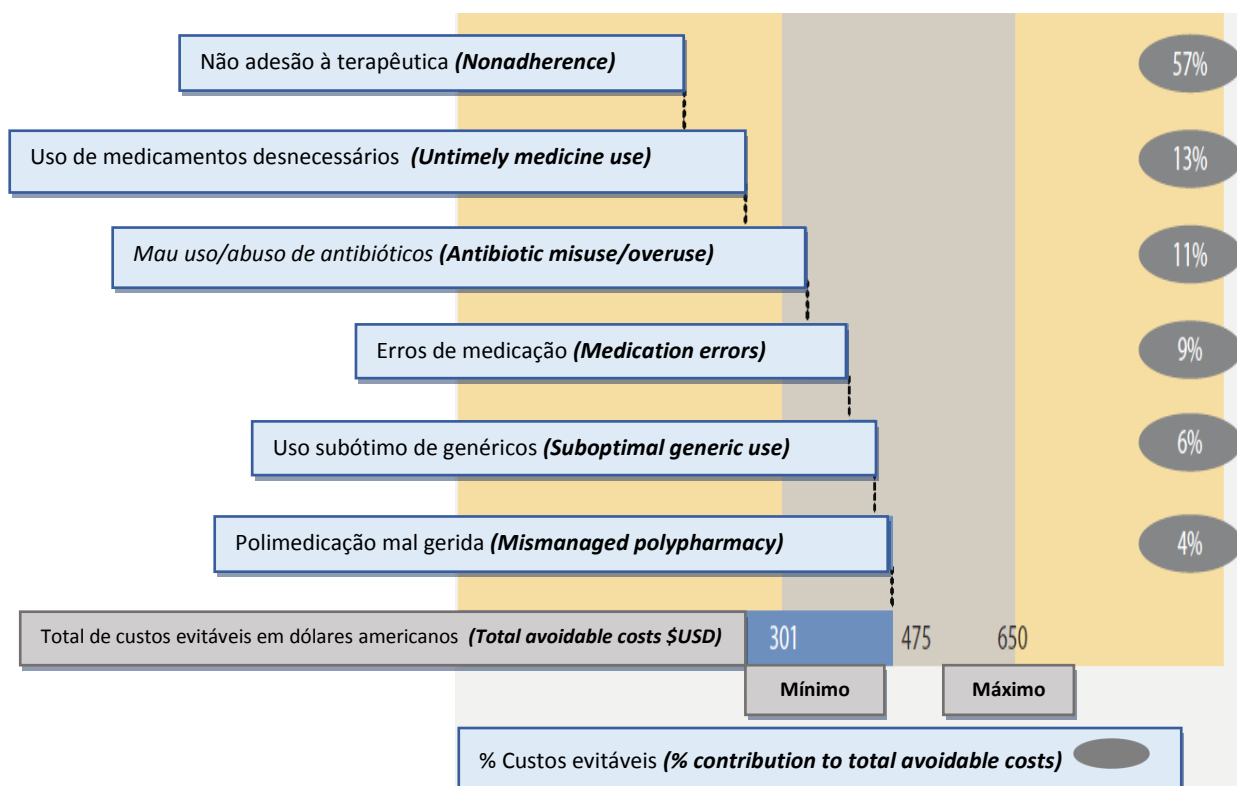 Não adesão à terapêutica (Nonadherence) 57%
Uso de medicamentos desnecessários (Untimely medicine use) 13%
Mau uso/abuso de antibióticos (Antibiotic misuse/overuse) 11%
Erros de medicação (Medication errors) 9%
Uso subótimo de genéricos (Suboptimal generic use) 6%
Polimedicação mal gerida (Mismanaged polypharmacy) 4%
Total de custos evitáveis em dólares americanos (Total avoidable costs $USD) 301 475 650
Mínimo Máximo
% Custos evitáveis (% contribution to total avoidable costs)